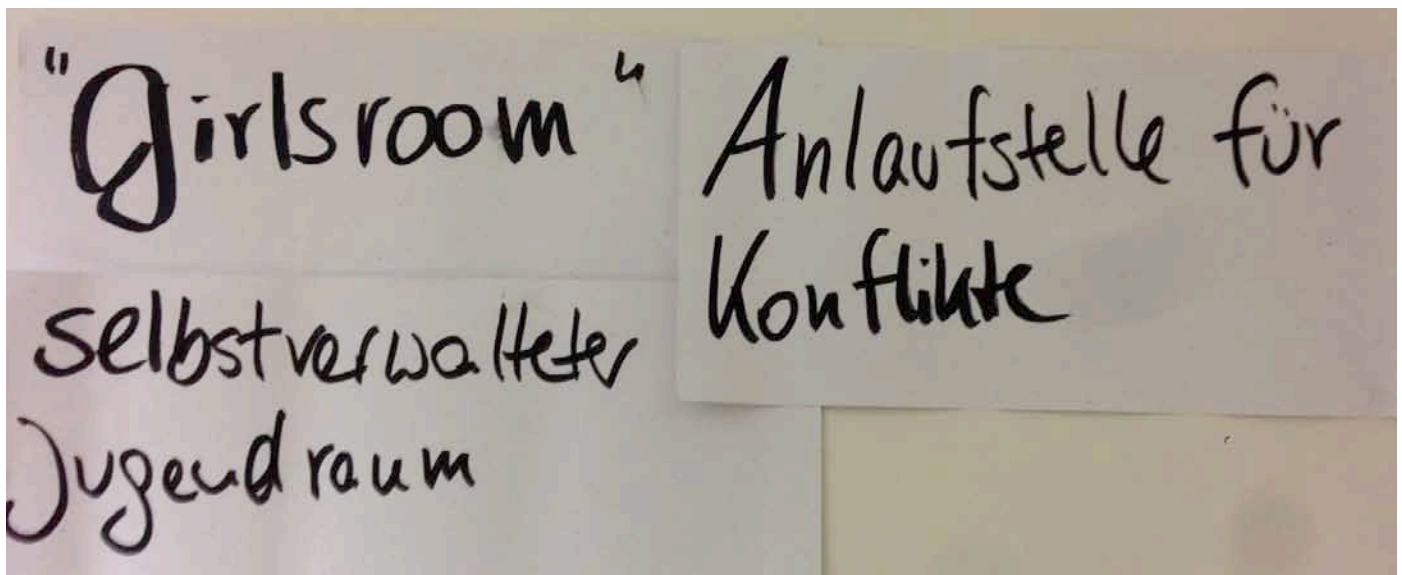 "Girlsroom"
selbstverwalteter
Jugendraum
Anlaufstelle für
Konflikte